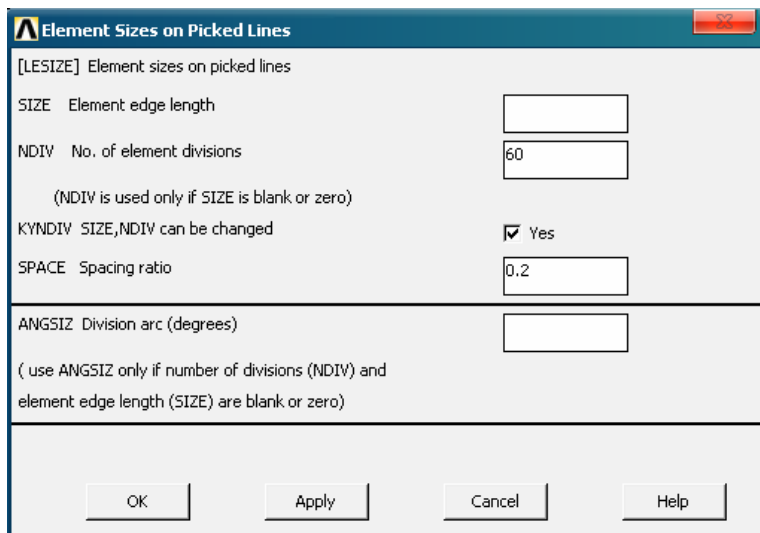 Element Sizes on Picked Lines
[LESIZE] Element sizes on picked lines
SIZE Element edge length
NDIV No. of element divisions 60
(NDIV is used only if SIZE is blank or zero)
KYNDIV SIZE,NDIV can be changed Yes
SPACE Spacing ratio 0.2
ANGSIZ Division arc (degrees)
( use ANGSIZ only if number of divisions (NDIV) and
element edge length (SIZE) are blank or zero)
OK Apply Cancel Help